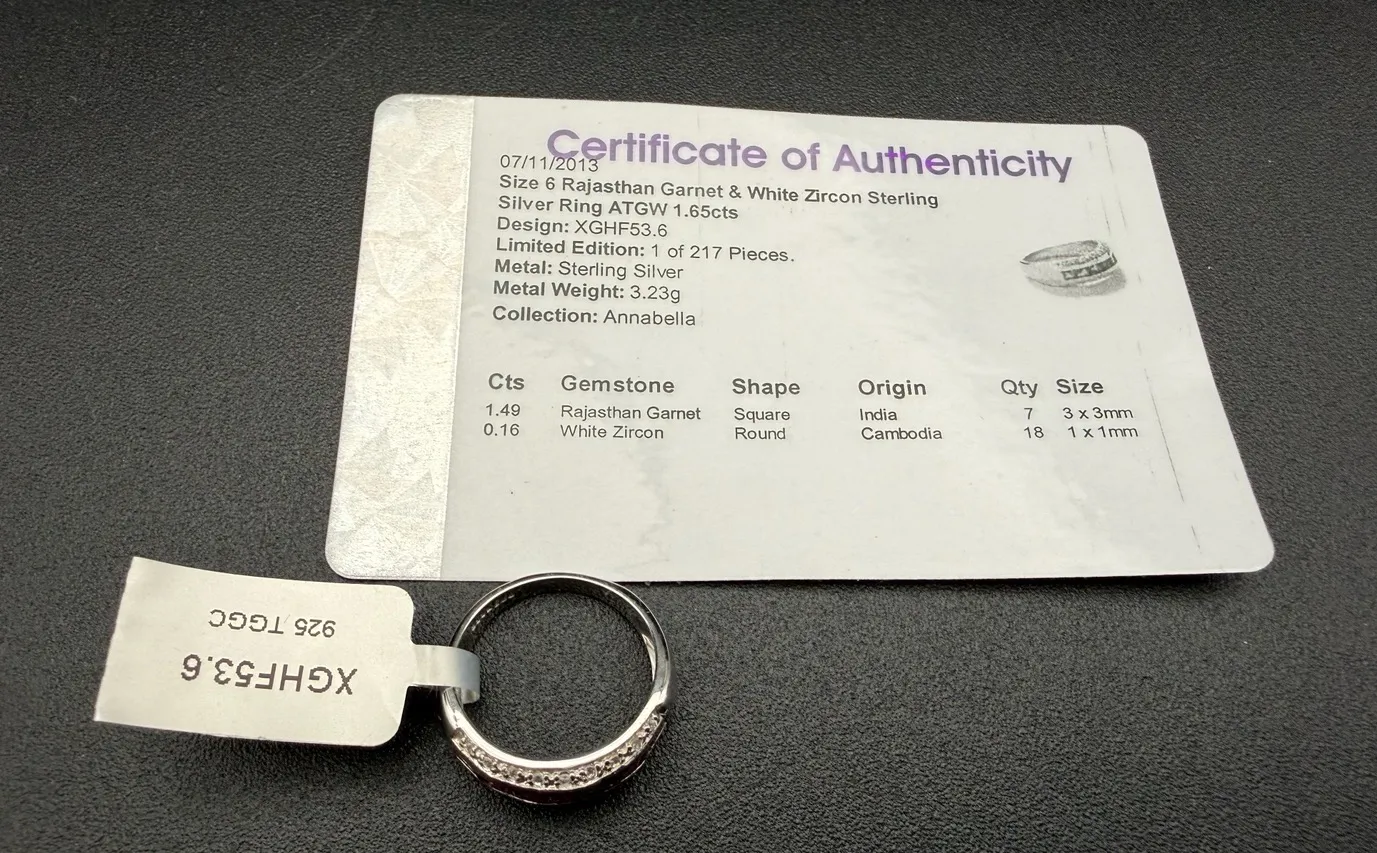 Certificate of Authenticity
07/11/2013
Size 6 Rajasthan Garnet & White Zircon Sterling
Silver Ring ATGW 1.65cts
Design: XGHF53.6
Limited Edition: 1 of 217 Pieces.
Metal: Sterling Silver
Metal Weight: 3.23g
Collection: Annabella
Cts Gemstone Shape Origin Qty Size
1.49 Rajasthan Garnet Square India 7 3 x 3mm
0.16 White Zircon Round Cambodia 18 1 x 1mm
XGHF53.6
925 TGGC